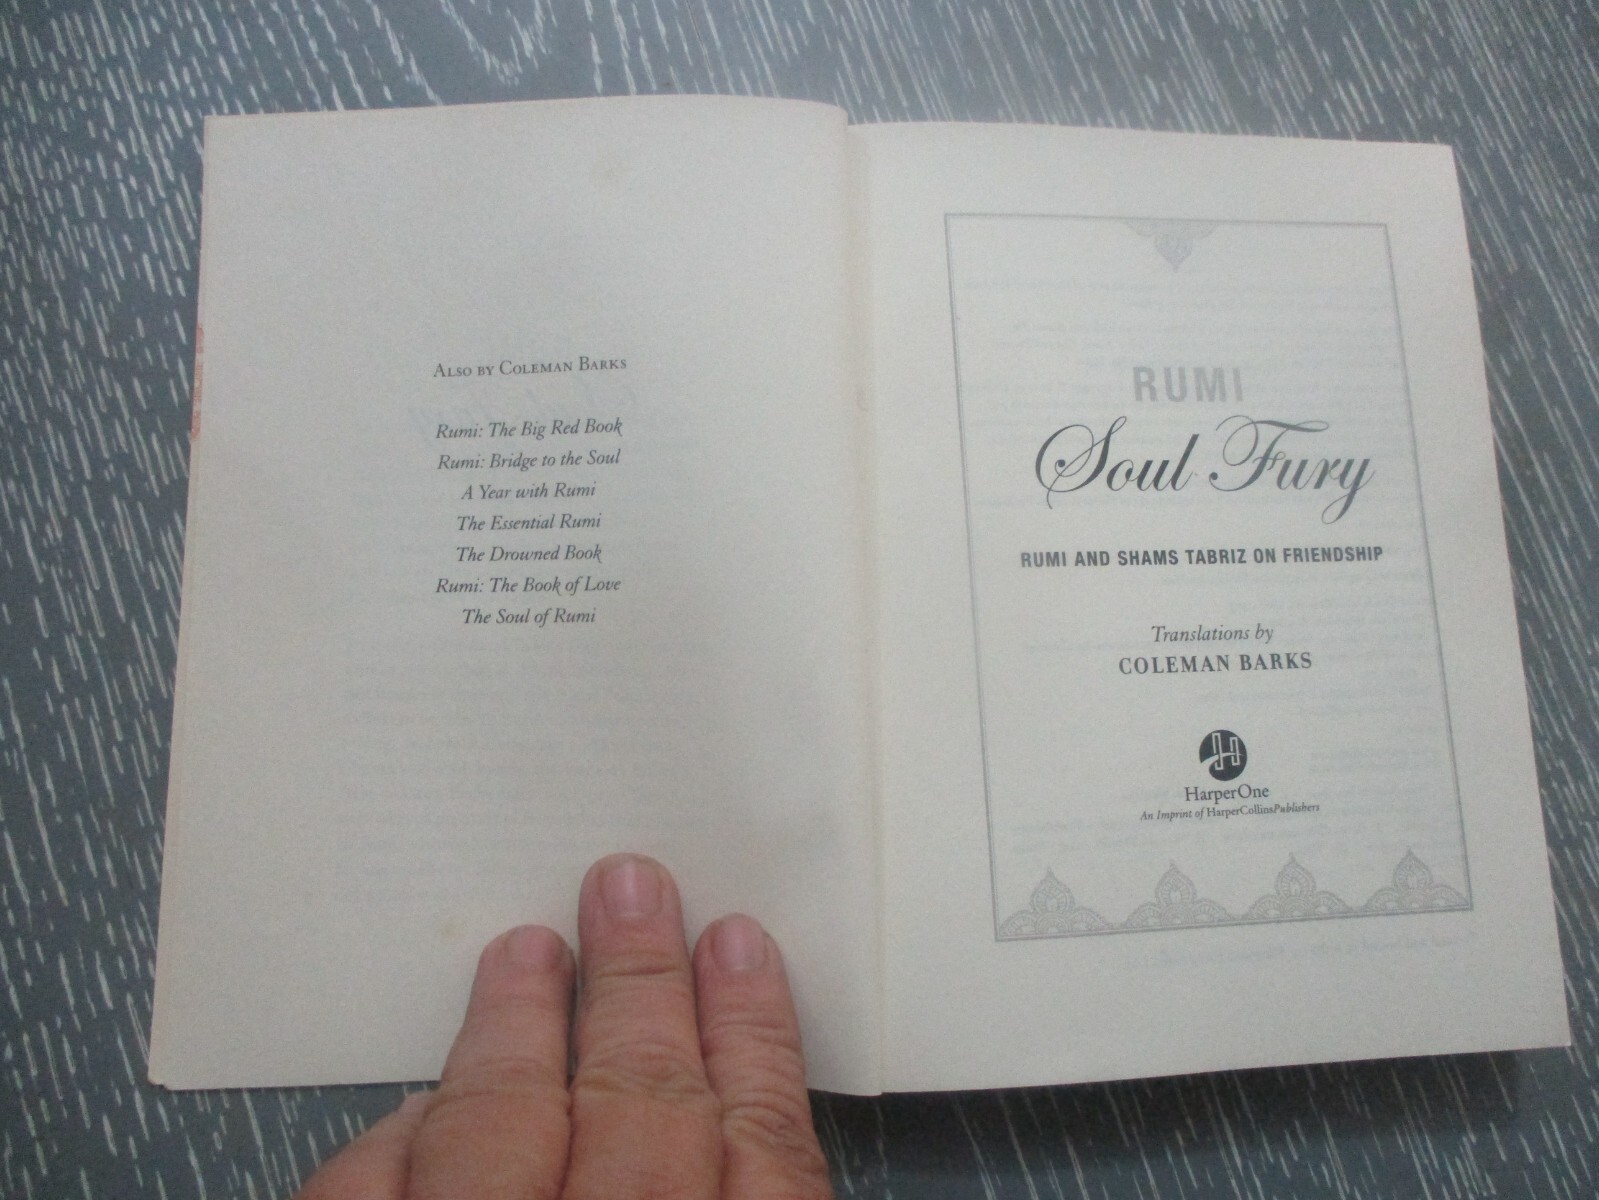 ALSO BY COLEMAN BARKS
Rumi: The Big Red Book
Rumi: Bridge to the Soul
A Year with Rumi
The Essential Rumi
The Drowned Book
Rumi: The Book of Love
The Soul of Rumi
RUMI
Soul Fury
RUMI AND SHAMS TABRIZ ON FRIENDSHIP
Translations by
COLEMAN BARKS
HarperOne
An Imprint of HarperCollinsPublishers